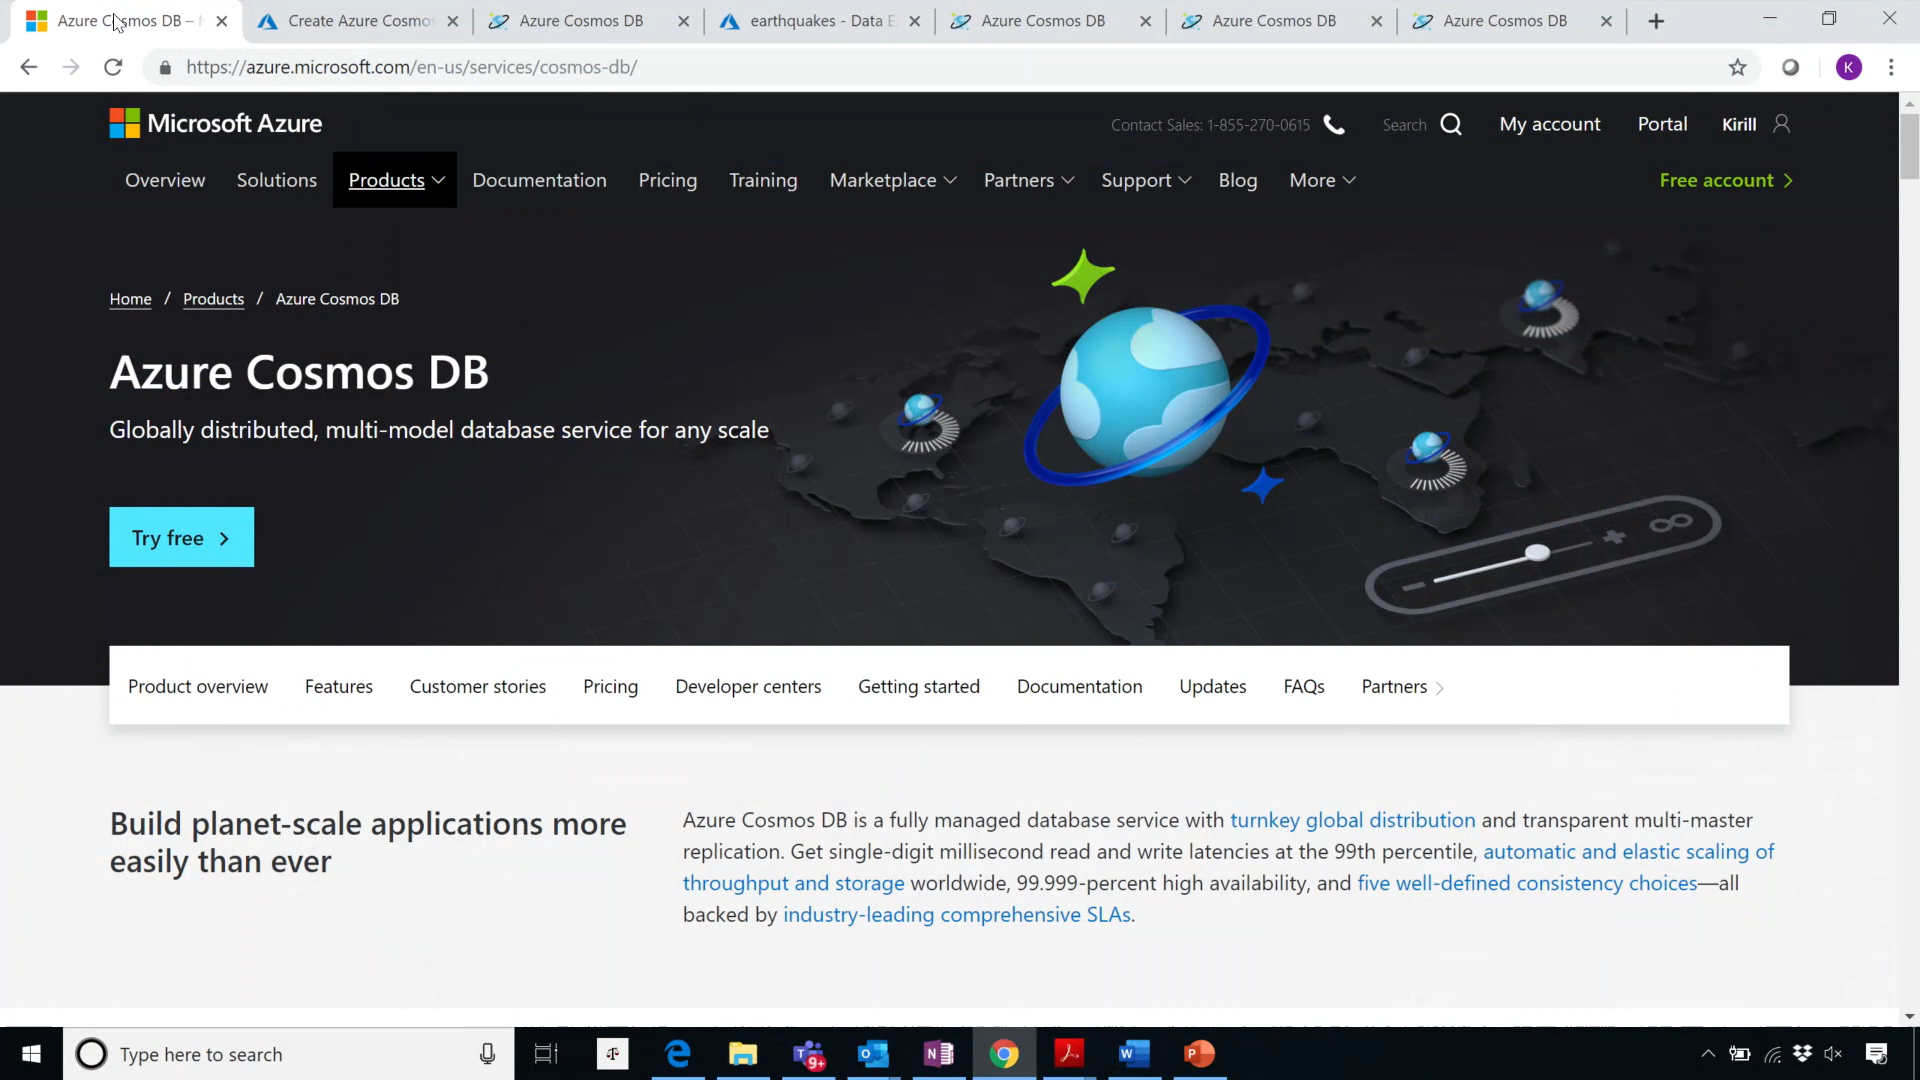 Azure Cosmos DB –
Create Azure Cosmos
Azure Cosmos DB
earthquakes - Data E
Azure Cosmos DB
Azure Cosmos DB
Azure Cosmos DB
https://azure.microsoft.com/en-us/services/cosmos-db/
K
Microsoft Azure
Contact Sales: 1-855-270-0615
Search
My account
Portal
Kirill
Overview
Solutions
Products
Documentation
Pricing
Training
Marketplace
Partners
Support
Blog
More
Free account
Home / Products / Azure Cosmos DB
Azure Cosmos DB
Globally distributed, multi-model database service for any scale
Try free
Product overview
Features
Customer stories
Pricing
Developer centers
Getting started
Documentation
Updates
FAQs
Partners
Build planet-scale applications more
easily than ever
Azure Cosmos DB is a fully managed database service with turnkey global distribution and transparent multi-master
replication. Get single-digit millisecond read and write latencies at the 99th percentile, automatic and elastic scaling of
throughput and storage worldwide, 99.999-percent high availability, and five well-defined consistency choices—all
backed by industry-leading comprehensive SLAs.
Type here to search
9+